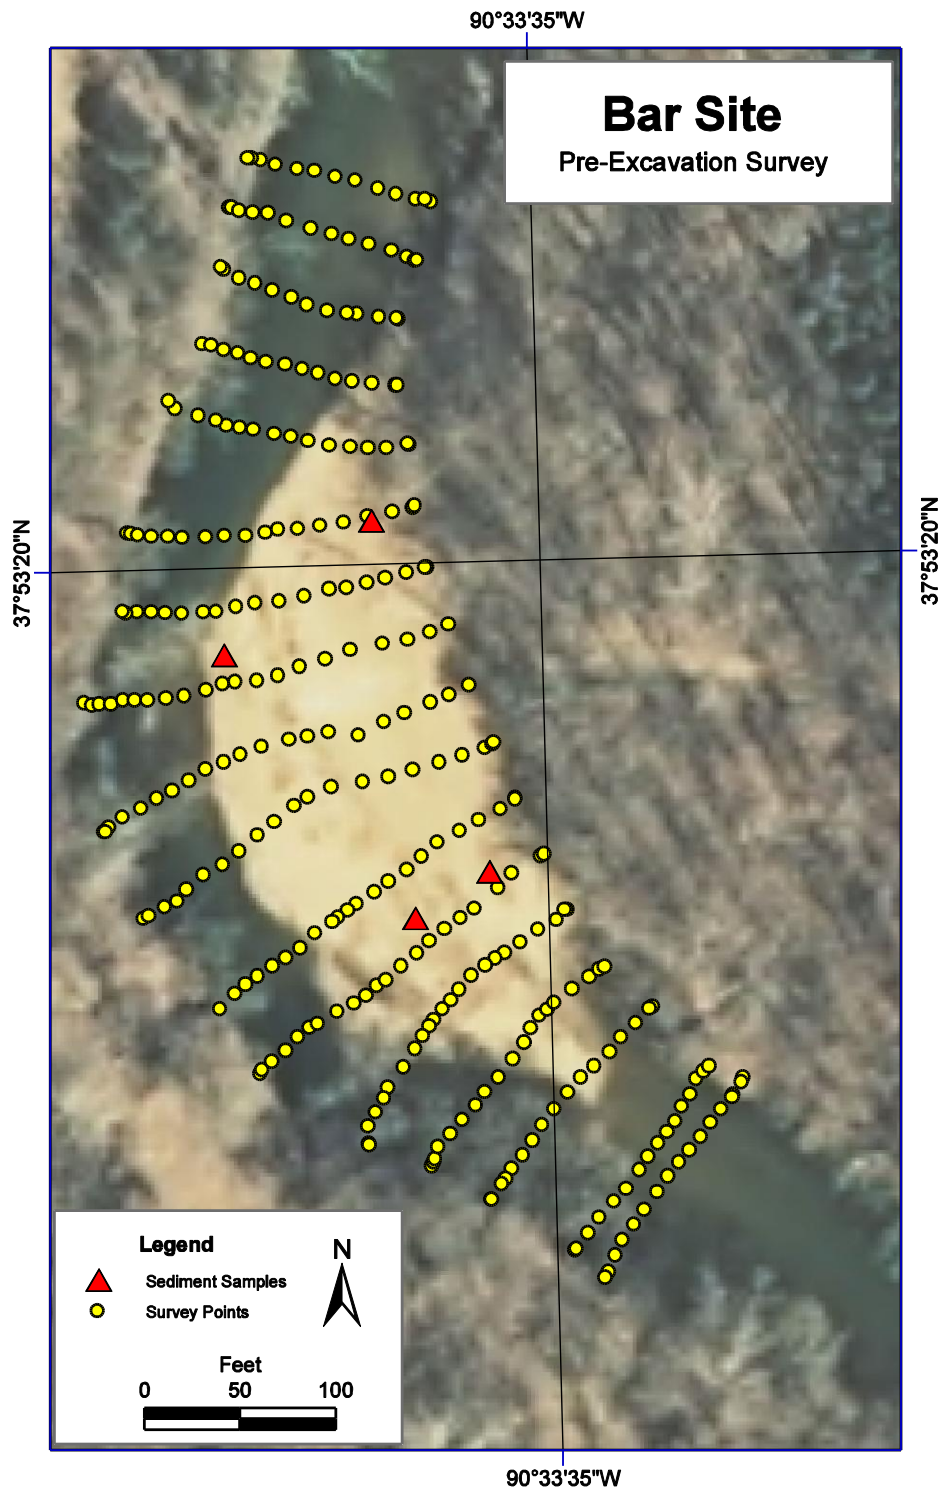 90°33'35"W
Bar Site
Pre-Excavation Survey
37°53'20"N
37°53'20"N
Legend
Sediment Samples
Survey Points
N
Feet
0 50 100
90°33'35"W